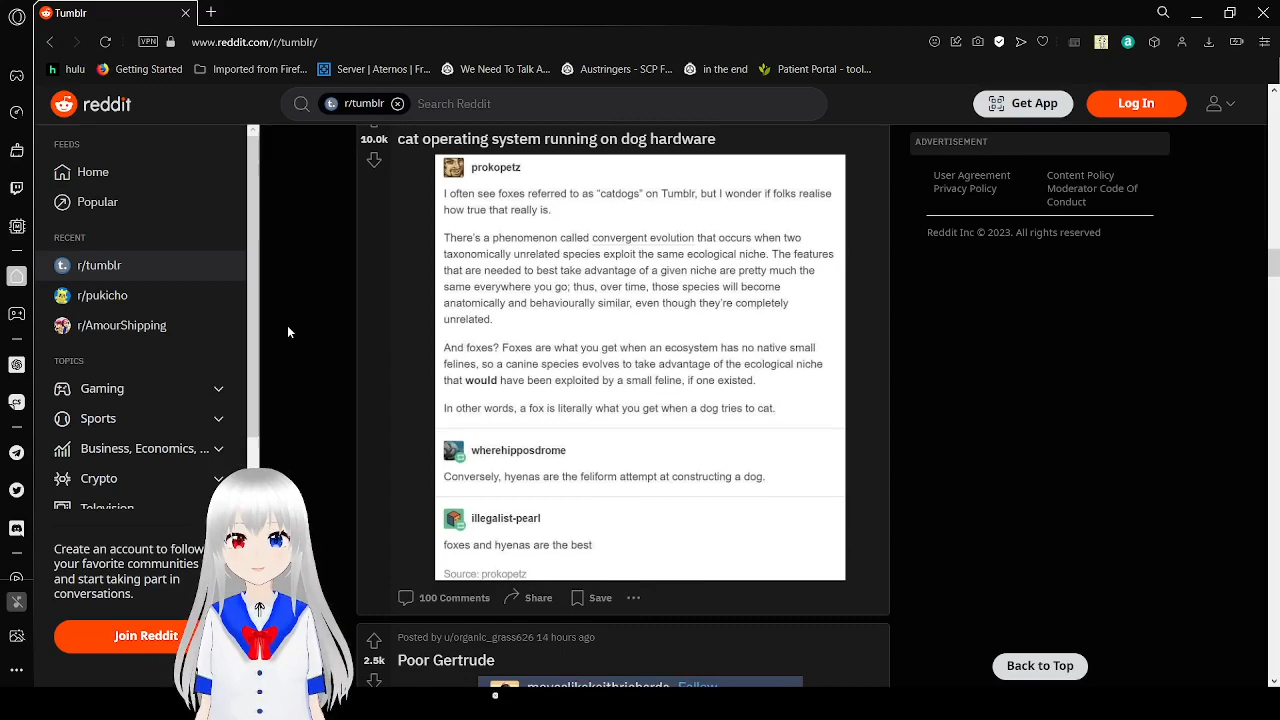 Tumblr
VPN
www.reddit.com/r/tumblr/
hulu
Getting Started
Imported from Firef...
Server | Aternos | Fr...
We Need To Talk A...
Austringers - SCP F...
in the end
Patient Portal - tool...
reddit
r/tumblr
Search Reddit
Get App
Log In
FEEDS
Home
Popular
RECENT
r/tumblr
r/pukicho
r/AmourShipping
TOPICS
Gaming
Sports
Business, Economics, ...
Crypto
Television
Create an account to follow
your favorite communities
and start taking part in
conversations.
Join Reddit
10.0k
cat operating system running on dog hardware
prokopetz
I often see foxes referred to as “catdogs” on Tumblr, but I wonder if folks realise
how true that really is.
There’s a phenomenon called convergent evolution that occurs when two
taxonomically unrelated species exploit the same ecological niche. The features
that are needed to best take advantage of a given niche are pretty much the
same everywhere you go; thus, over time, those species will become
anatomically and behaviourally similar, even though they’re completely
unrelated.
And foxes? Foxes are what you get when an ecosystem has no native small
felines, so a canine species evolves to take advantage of the ecological niche
that would have been exploited by a small feline, if one existed.
In other words, a fox is literally what you get when a dog tries to cat.
wherehipposdrome
Conversely, hyenas are the feliform attempt at constructing a dog.
illegalist-pearl
foxes and hyenas are the best
Source: prokopetz
100 Comments
Share
Save
Posted by u/organic_grass626 14 hours ago
2.5k
Poor Gertrude
moveslikekeithrichards Follow
ADVERTISEMENT
User Agreement
Privacy Policy
Content Policy
Moderator Code Of
Conduct
Reddit Inc © 2023. All rights reserved
Back to Top